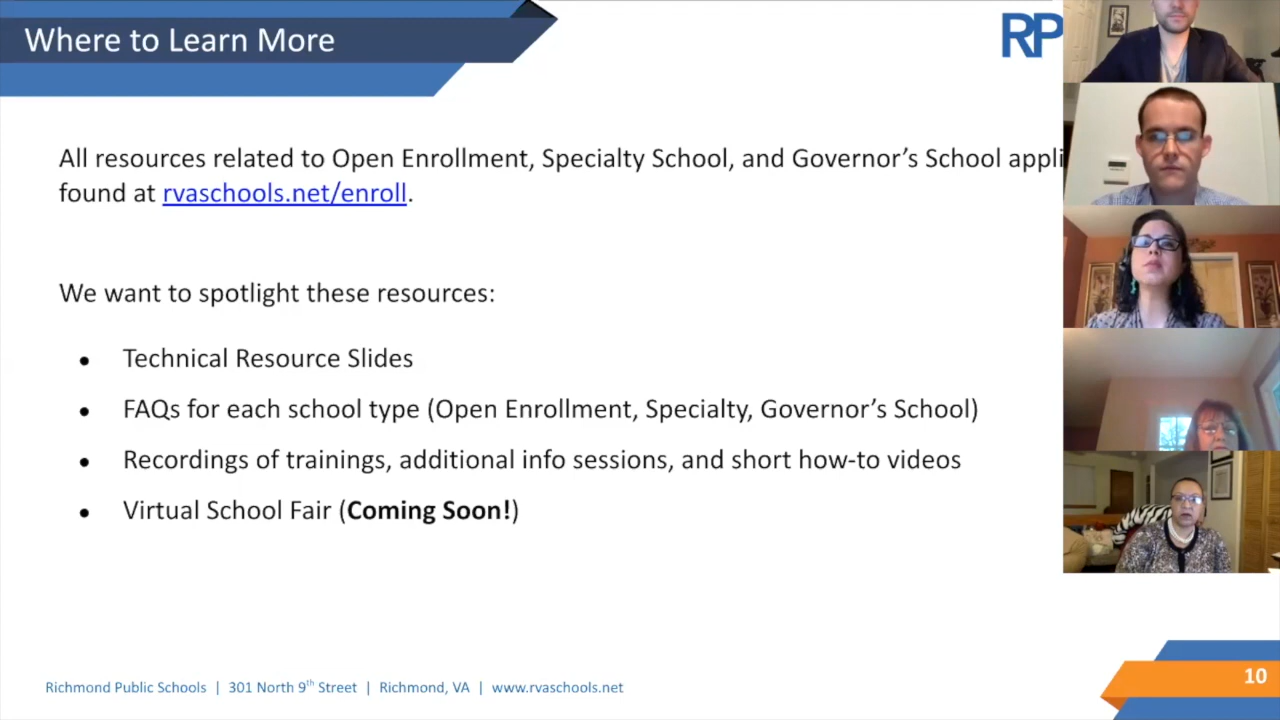 Where to Learn More
RP
All resources related to Open Enrollment, Specialty School, and Governor’s School appli
found at rvaschools.net/enroll.
We want to spotlight these resources:
● Technical Resource Slides
● FAQs for each school type (Open Enrollment, Specialty, Governor’s School)
● Recordings of trainings, additional info sessions, and short how-to videos
● Virtual School Fair (Coming Soon!)
Richmond Public Schools | 301 North 9th Street | Richmond, VA | www.rvaschools.net
10